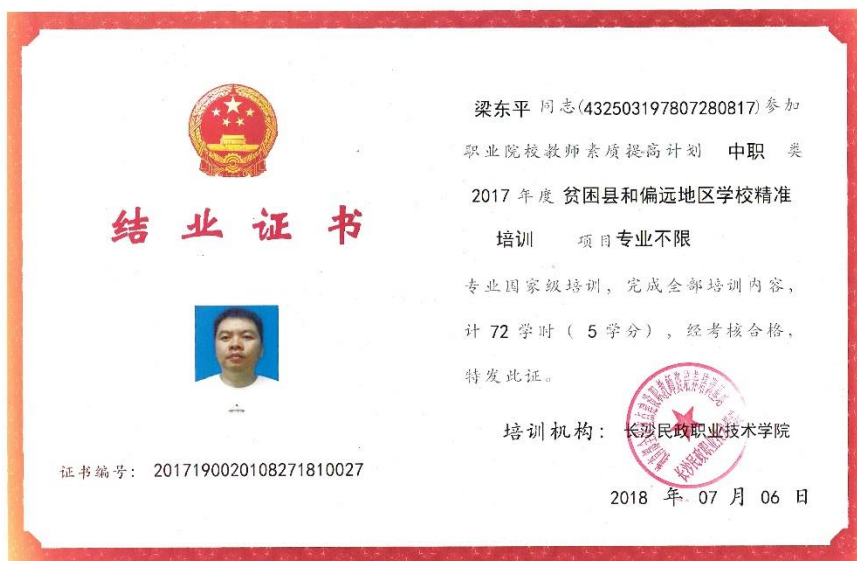 结业证书
证书编号：2017190020108271810027
梁东平 同志(432503197807280817)参加
职业院校教师素质提高计划 中职 类
2017 年度 贫困县和偏远地区学校精准
培训 项目专业不限
专业国家级培训，完成全部培训内容，
计 72 学时（ 5 学分），经考核合格，
特发此证。
培训机构：长沙民政职业技术学院
2018 年 07 月 06 日